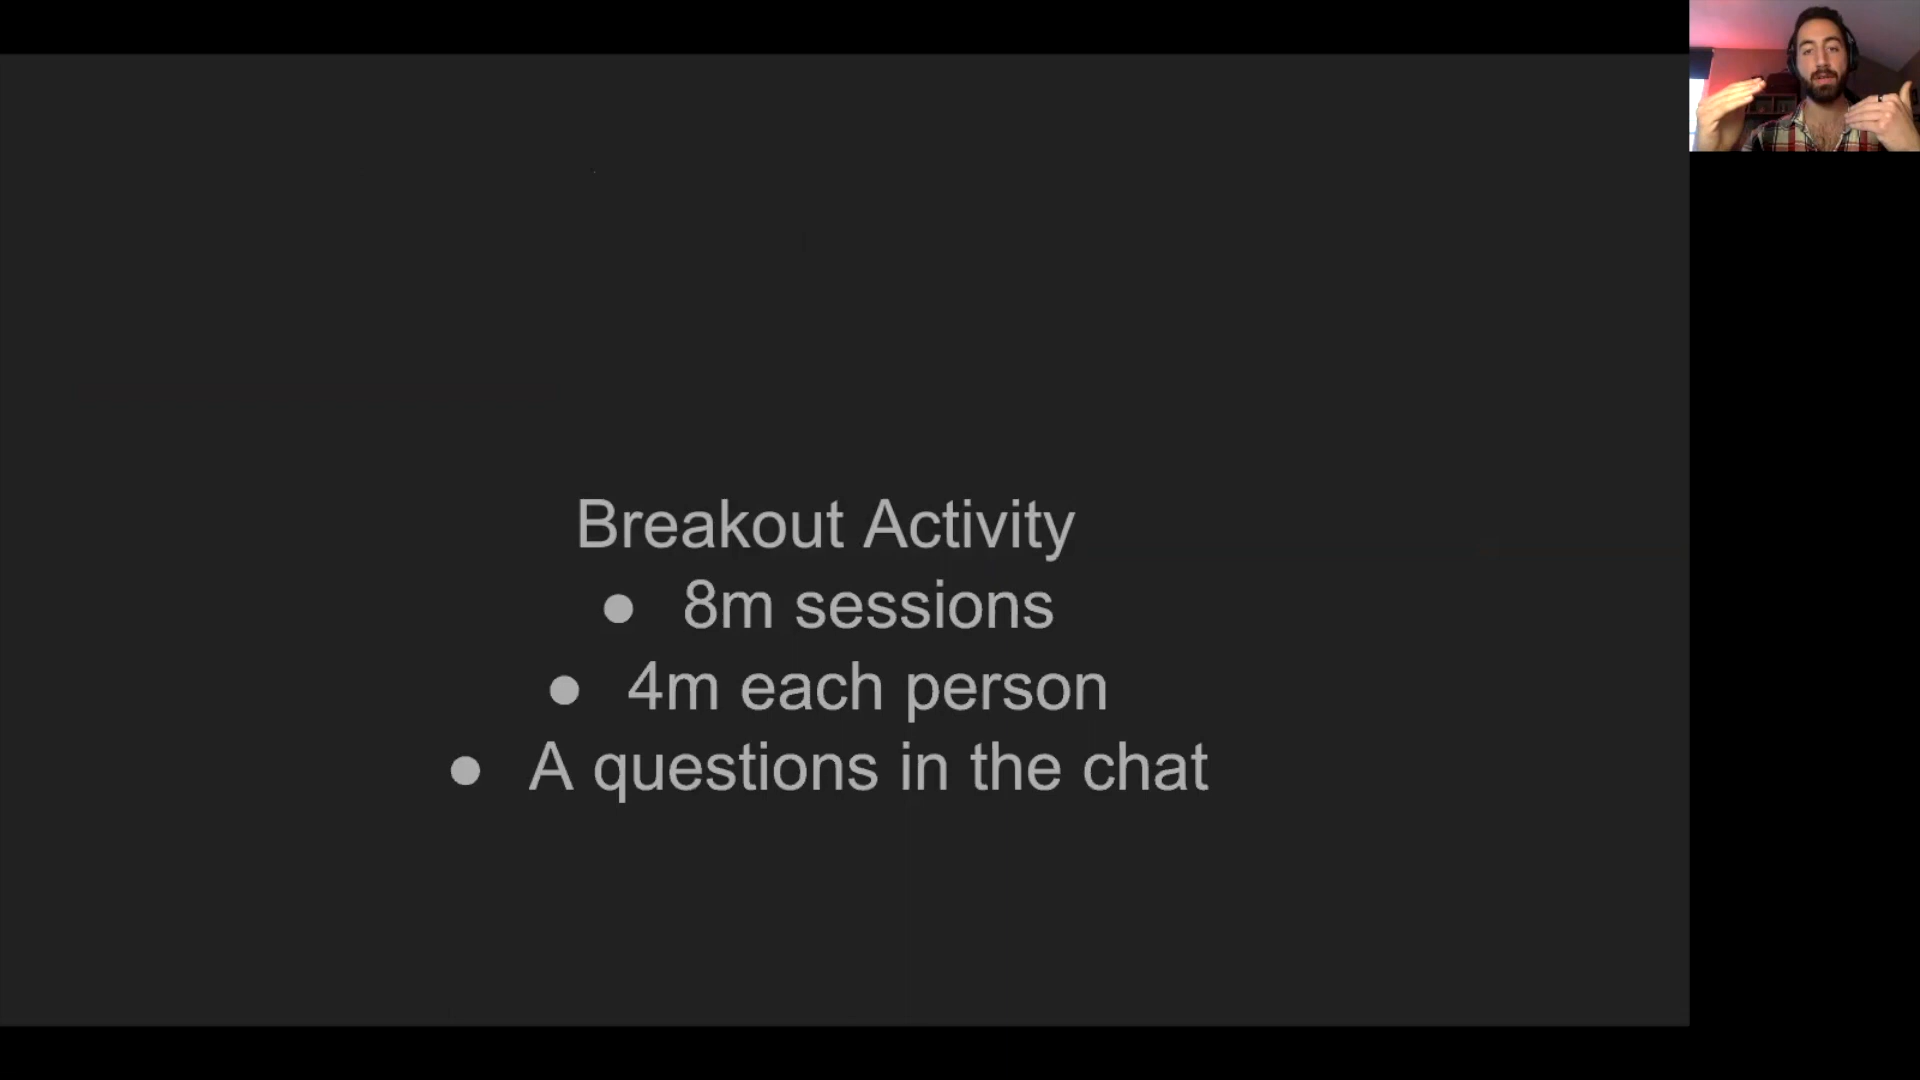 Breakout Activity
● 8m sessions
● 4m each person
● A questions in the chat